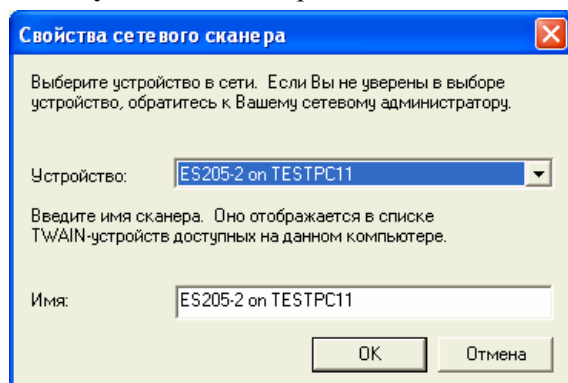 Свойства сетевого сканера
Выберите устройство в сети. Если Вы не уверены в выборе
устройство, обратитесь к Вашему сетевому администратору.
Устройство: ES205-2 on TESTPC11
Введите имя сканера. Оно отображается в списке
TWAIN-устройств доступных на данном компьютере.
Имя: ES205-2 on TESTPC11
OK Отмена